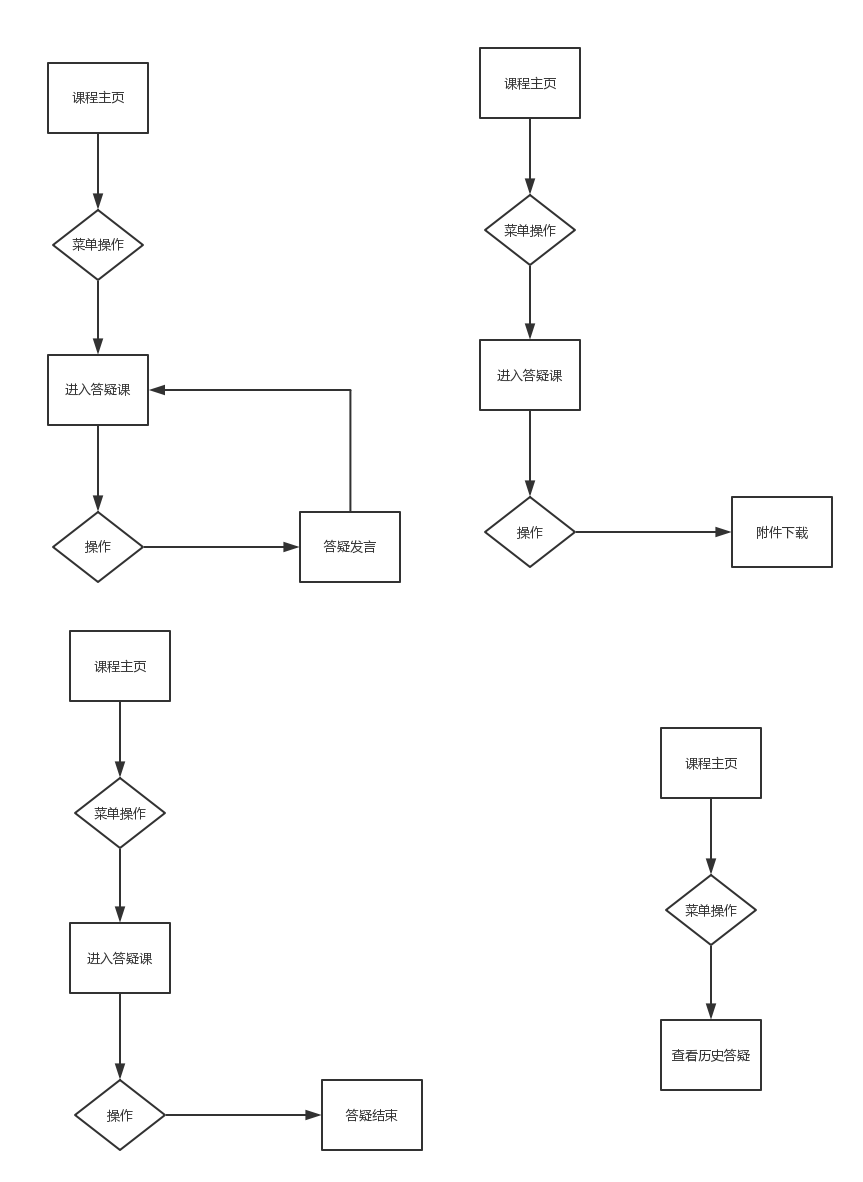 课程主页
菜单操作
进入答疑课
操作
答疑发言
课程主页
菜单操作
进入答疑课
操作
附件下载
课程主页
菜单操作
进入答疑课
操作
答疑结束
课程主页
菜单操作
查看历史答疑